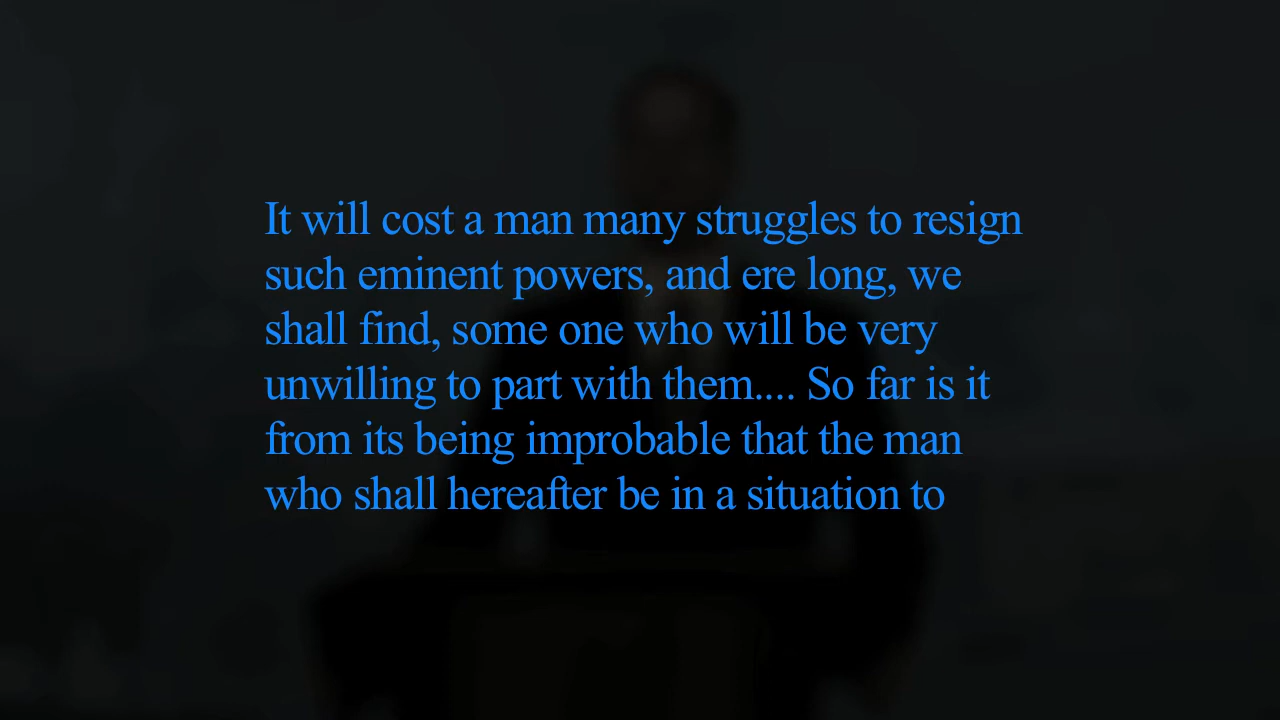 It will cost a man many struggles to resign
such eminent powers, and ere long, we
shall find, some one who will be very
unwilling to part with them.... So far is it
from its being improbable that the man
who shall hereafter be in a situation to